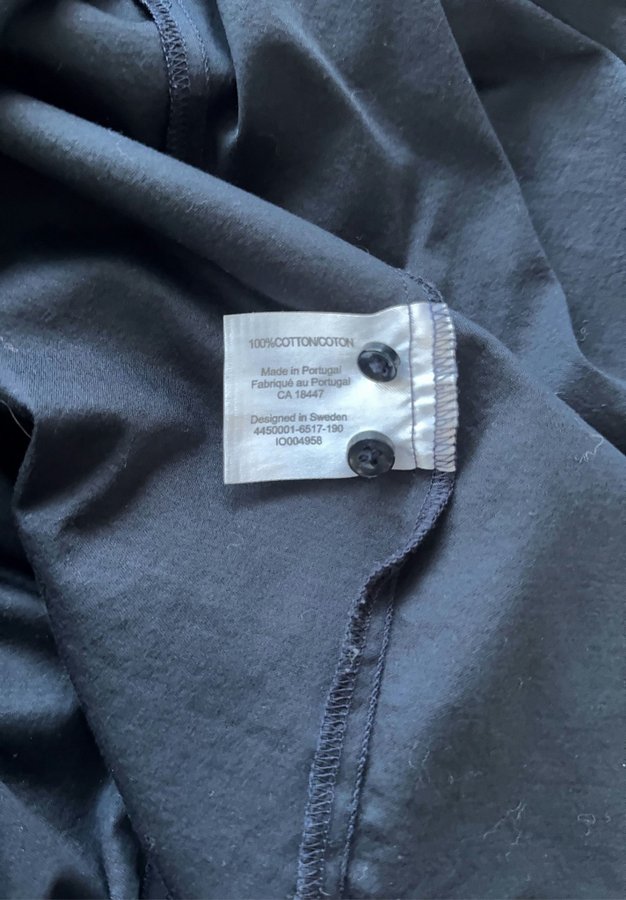 100%COTTON/COTON
Made in Portugal
Fabriqué au Portugal
CA 18447
Designed in Sweden
4450001-6517-190
IO004958